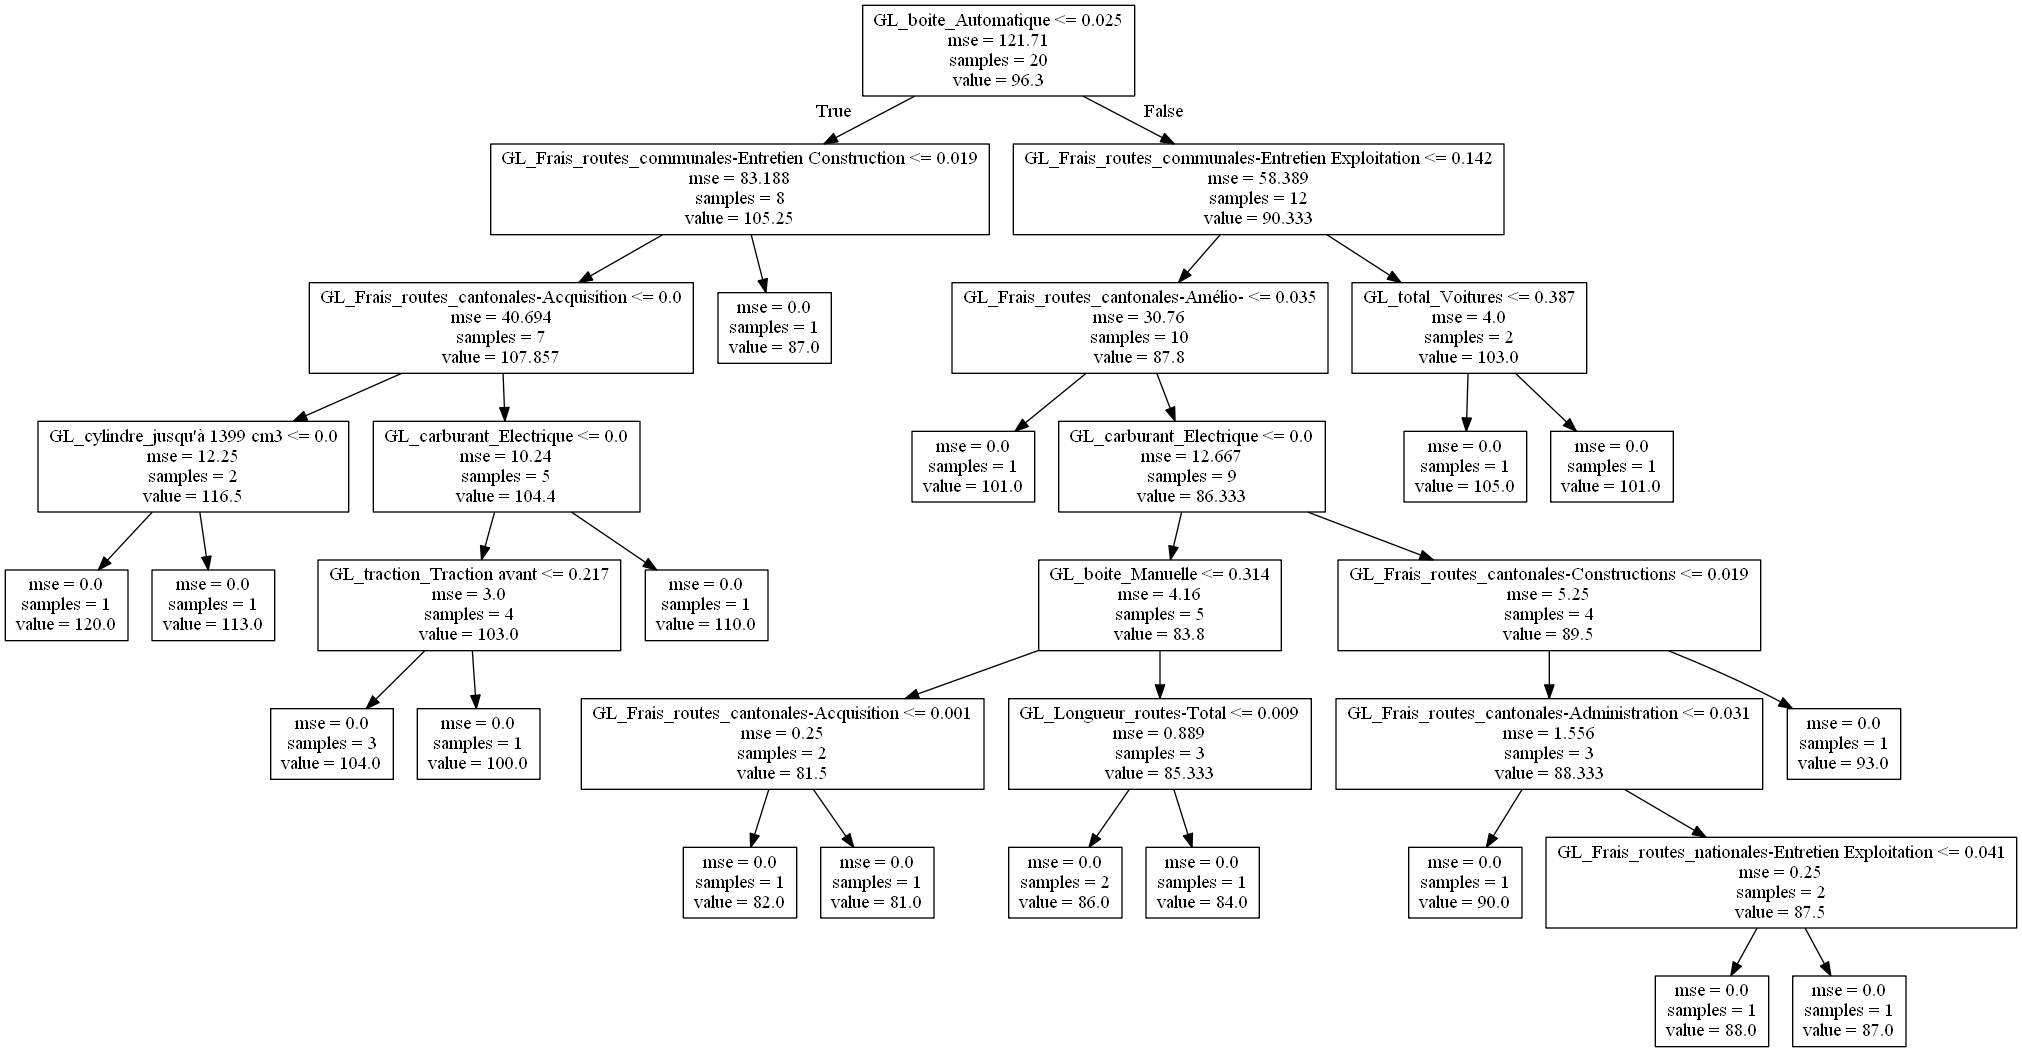 GL_boite_Automatique <= 0.025
mse = 121.71
samples = 20
value = 96.3
True
False
GL_Frais_routes_communales-Entretien Construction <= 0.019
mse = 83.188
samples = 8
value = 105.25
GL_Frais_routes_communales-Entretien Exploitation <= 0.142
mse = 58.389
samples = 12
value = 90.333
GL_Frais_routes_cantonales-Acquisition <= 0.0
mse = 40.694
samples = 7
value = 107.857
mse = 0.0
samples = 1
value = 87.0
GL_Frais_routes_cantonales-Amélio- <= 0.035
mse = 30.76
samples = 10
value = 87.8
GL_total_Voitures <= 0.387
mse = 4.0
samples = 2
value = 103.0
GL_cylindre_jusqu'à 1399 cm3 <= 0.0
mse = 12.25
samples = 2
value = 116.5
GL_carburant_Electrique <= 0.0
mse = 10.24
samples = 5
value = 104.4
mse = 0.0
samples = 1
value = 101.0
GL_carburant_Electrique <= 0.0
mse = 12.667
samples = 9
value = 86.333
mse = 0.0
samples = 1
value = 105.0
mse = 0.0
samples = 1
value = 101.0
mse = 0.0
samples = 1
value = 120.0
mse = 0.0
samples = 1
value = 113.0
GL_traction_Traction avant <= 0.217
mse = 3.0
samples = 4
value = 103.0
mse = 0.0
samples = 1
value = 110.0
GL_boite_Manuelle <= 0.314
mse = 4.16
samples = 5
value = 83.8
GL_Frais_routes_cantonales-Constructions <= 0.019
mse = 5.25
samples = 4
value = 89.5
mse = 0.0
samples = 3
value = 104.0
mse = 0.0
samples = 1
value = 100.0
GL_Frais_routes_cantonales-Acquisition <= 0.001
mse = 0.25
samples = 2
value = 81.5
GL_Longueur_routes-Total <= 0.009
mse = 0.889
samples = 3
value = 85.333
GL_Frais_routes_cantonales-Administration <= 0.031
mse = 1.556
samples = 3
value = 88.333
mse = 0.0
samples = 1
value = 93.0
mse = 0.0
samples = 1
value = 82.0
mse = 0.0
samples = 1
value = 81.0
mse = 0.0
samples = 2
value = 86.0
mse = 0.0
samples = 1
value = 84.0
mse = 0.0
samples = 1
value = 90.0
GL_Frais_routes_nationales-Entretien Exploitation <= 0.041
mse = 0.25
samples = 2
value = 87.5
mse = 0.0
samples = 1
value = 88.0
mse = 0.0
samples = 1
value = 87.0